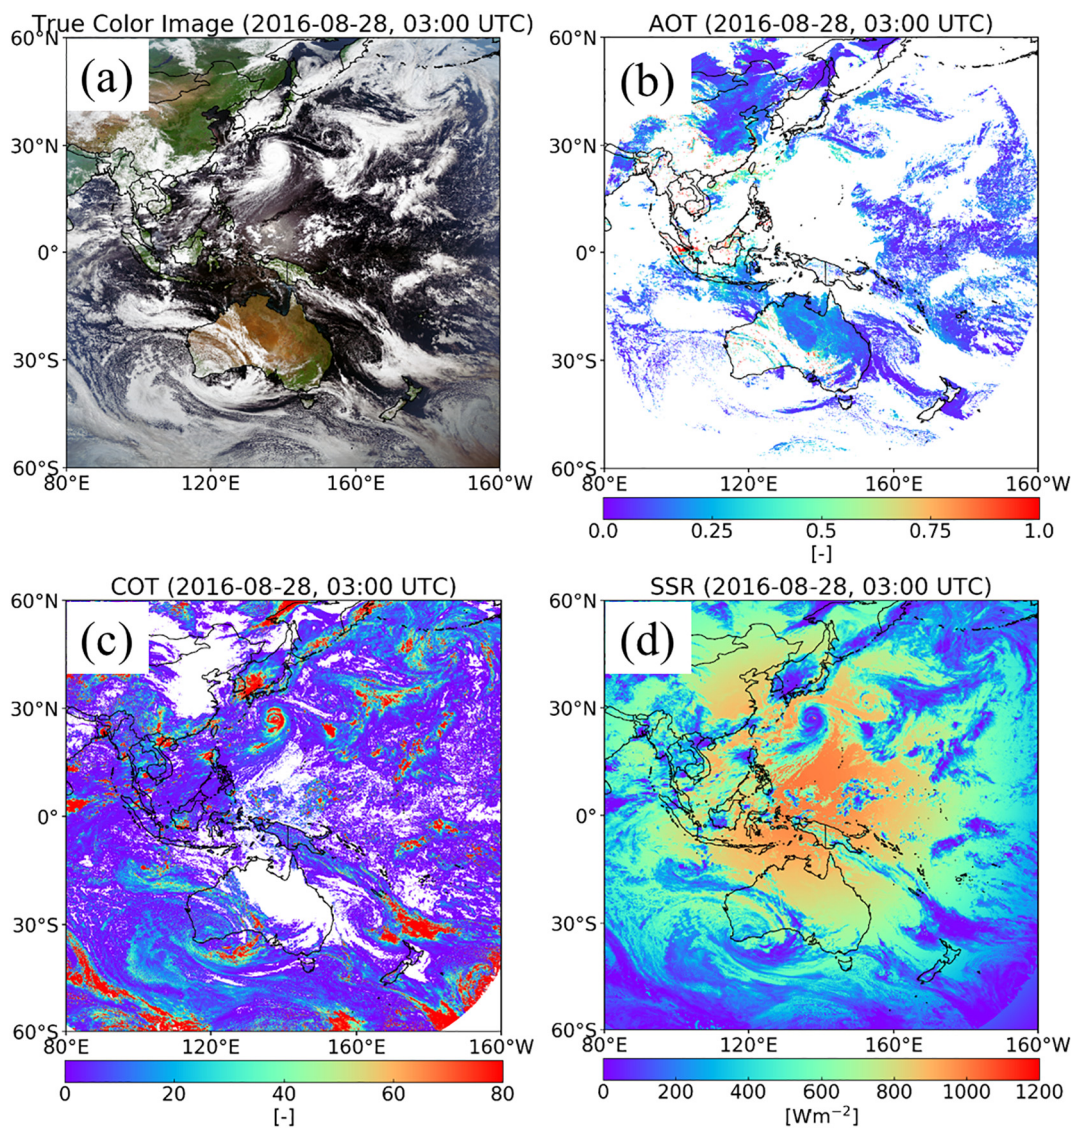 True Color Image (2016-08-28, 03:00 UTC)
AOT (2016-08-28, 03:00 UTC)
(a)
(b)
60°N
30°N
0°
30°S
60°S
80°E 120°E 160°E 160°W
60°N
30°N
0°
30°S
60°S
80°E 120°E 160°E 160°W
0.0 0.25 0.5 0.75 1.0
[-]
COT (2016-08-28, 03:00 UTC)
SSR (2016-08-28, 03:00 UTC)
(c)
(d)
60°N
30°N
0°
30°S
60°S
80°E 120°E 160°E 160°W
0 20 40 60 80
[-]
60°N
30°N
0°
30°S
60°S
80°E 120°E 160°E 160°W
0 200 400 600 800 1000 1200
[Wm⁻²]